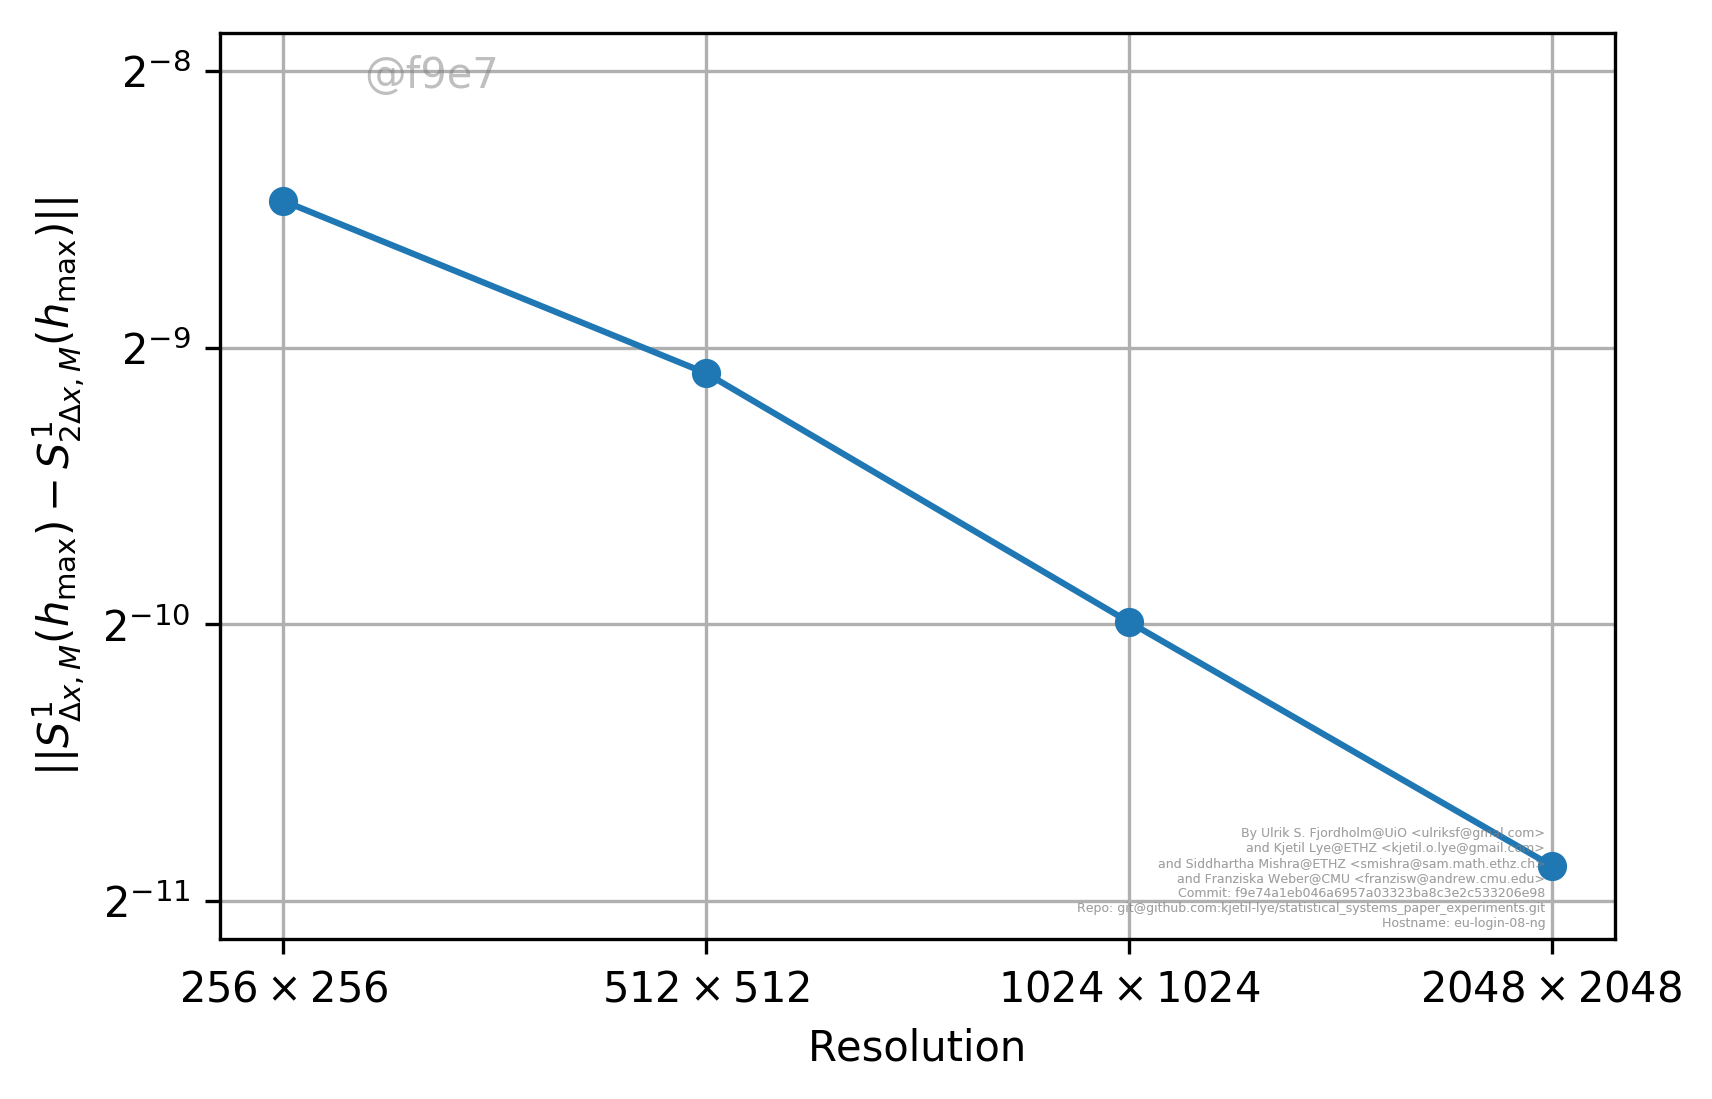 2⁻⁸
@f9e7
2⁻⁹
2⁻¹⁰
2⁻¹¹
||S¹_{Δx,M}(h_max) − S¹_{2Δx,M}(h_max)||
By Ulrik S. Fjordholm@UiO <ulriksf@gmail.com>
and Kjetil Lye@ETHZ <kjetil.o.lye@gmail.com>
and Siddhartha Mishra@ETHZ <smishra@sam.math.ethz.ch>
and Franziska Weber@CMU <franzisw@andrew.cmu.edu>
Commit: f9e74a1eb046a6957a03323ba8c3e2c533206e98
Repo: git@github.com:kjetil-lye/statistical_systems_paper_experiments.git
Hostname: eu-login-08-ng
256 × 256 512 × 512 1024 × 1024 2048 × 2048
Resolution